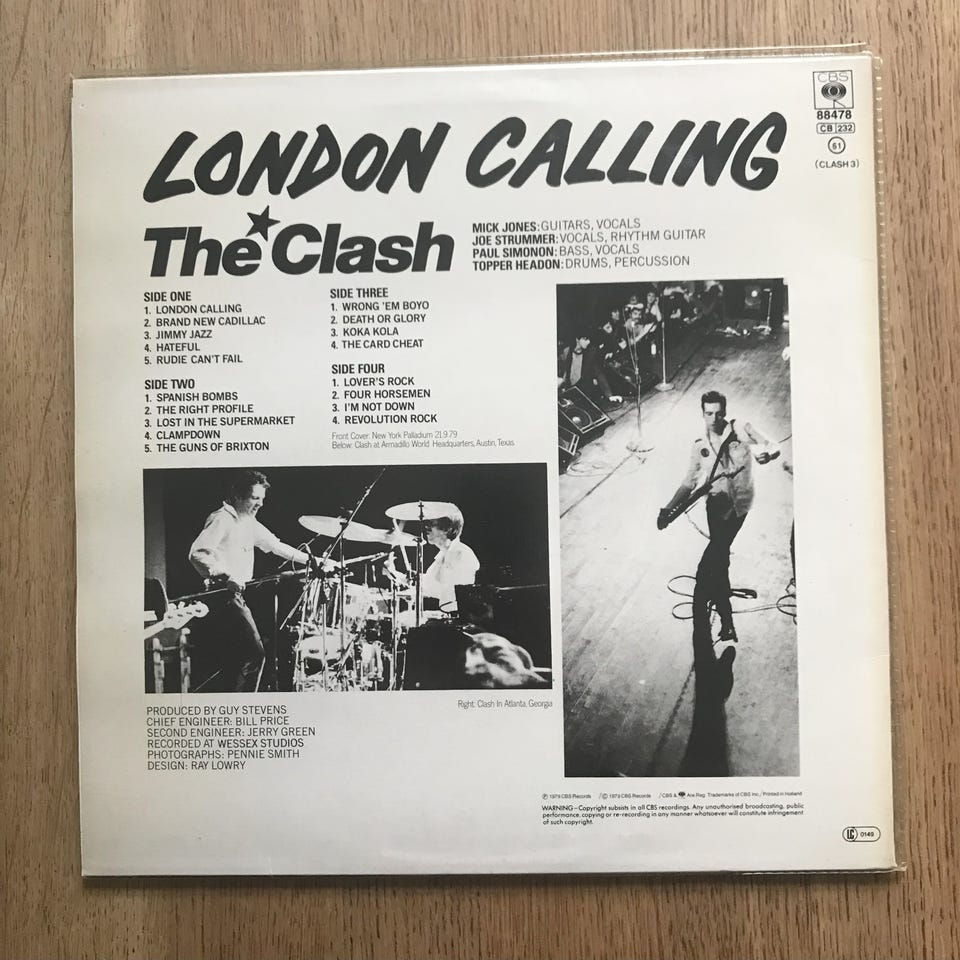 CBS
88478
CB 232
61
(CLASH 3)
LONDON CALLING
The Clash
MICK JONES: GUITARS, VOCALS
JOE STRUMMER: VOCALS, RHYTHM GUITAR
PAUL SIMONON: BASS, VOCALS
TOPPER HEADON: DRUMS, PERCUSSION
SIDE ONE
1. LONDON CALLING
2. BRAND NEW CADILLAC
3. JIMMY JAZZ
4. HATEFUL
5. RUDIE CAN'T FAIL
SIDE TWO
1. SPANISH BOMBS
2. THE RIGHT PROFILE
3. LOST IN THE SUPERMARKET
4. CLAMPDOWN
5. THE GUNS OF BRIXTON
SIDE THREE
1. WRONG 'EM BOYO
2. DEATH OR GLORY
3. KOKA KOLA
4. THE CARD CHEAT
SIDE FOUR
1. LOVER'S ROCK
2. FOUR HORSEMEN
3. I'M NOT DOWN
4. REVOLUTION ROCK
Front Cover: New York Palladium 21.9.79
Below: Clash at Armadillo World Headquarters, Austin, Texas
Right: Clash In Atlanta, Georgia
PRODUCED BY GUY STEVENS
CHIEF ENGINEER: BILL PRICE
SECOND ENGINEER: JERRY GREEN
RECORDED AT WESSEX STUDIOS
PHOTOGRAPHS: PENNIE SMITH
DESIGN: RAY LOWRY
℗ 1979 CBS Records / © 1979 CBS Records / CBS & Are Reg. Trademarks of CBS Inc./ Printed in Holland
WARNING – Copyright subsists in all CBS recordings. Any unauthorised broadcasting, public
performance, copying or re-recording in any manner whatsoever will constitute infringement
of such copyright.
LC 0149